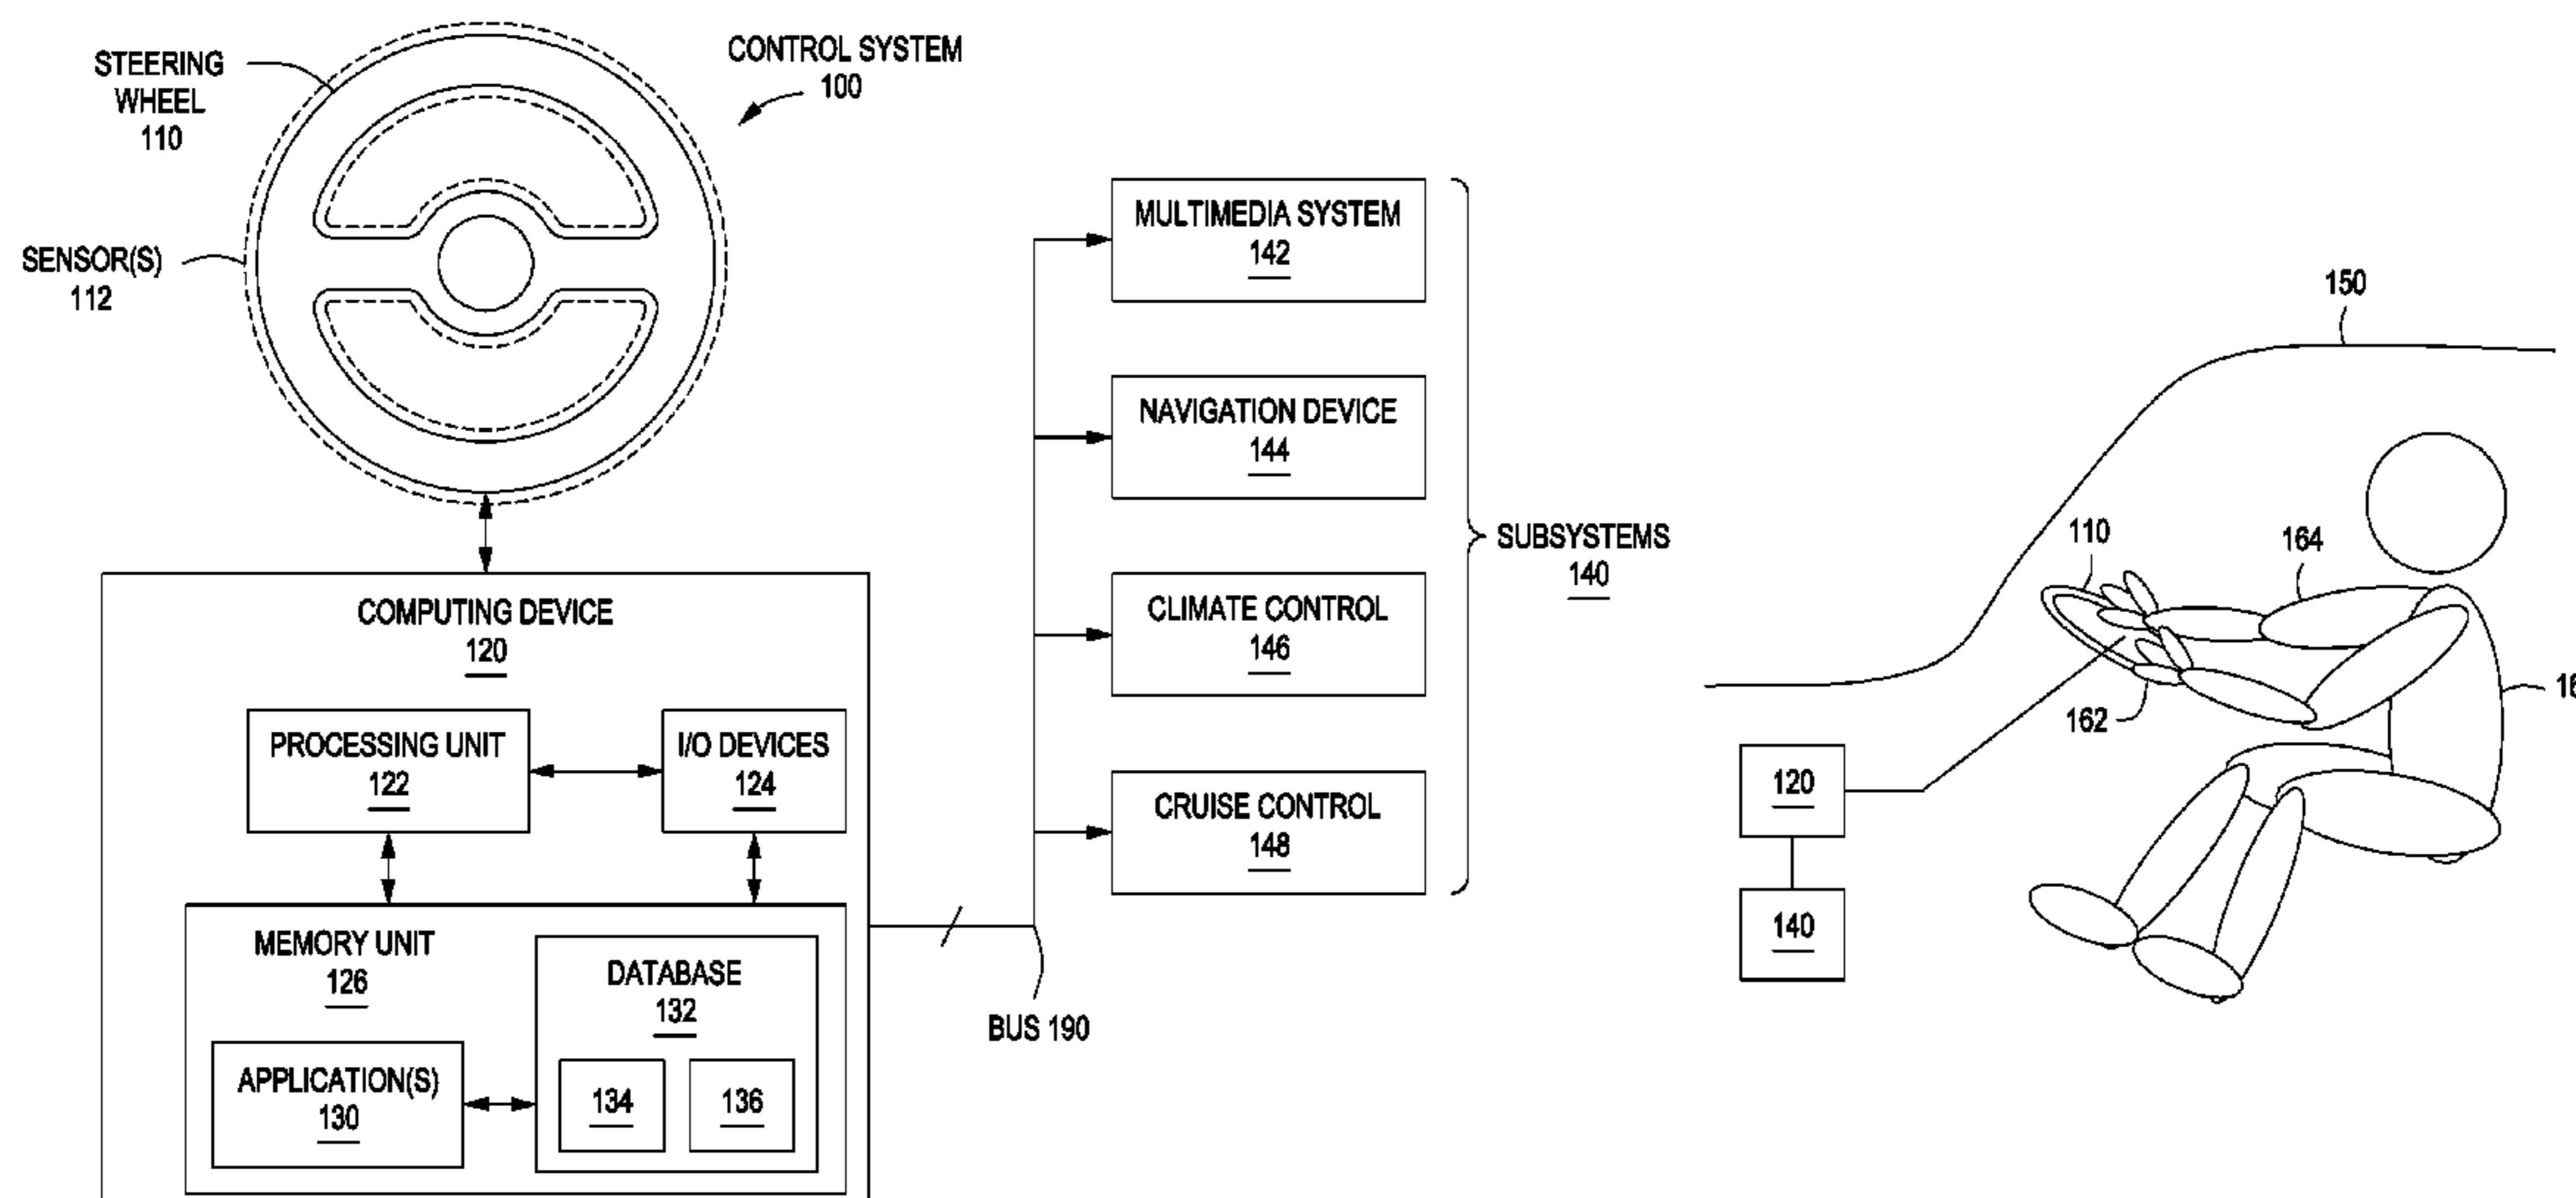 STEERING
WHEEL
110
CONTROL SYSTEM
100
SENSOR(S)
112
MULTIMEDIA SYSTEM
142
NAVIGATION DEVICE
144
CLIMATE CONTROL
146
CRUISE CONTROL
148
SUBSYSTEMS
140
COMPUTING DEVICE
120
PROCESSING UNIT
122
I/O DEVICES
124
MEMORY UNIT
126
DATABASE
132
APPLICATION(S)
130
134
136
BUS 190
150
110
164
162
120
140